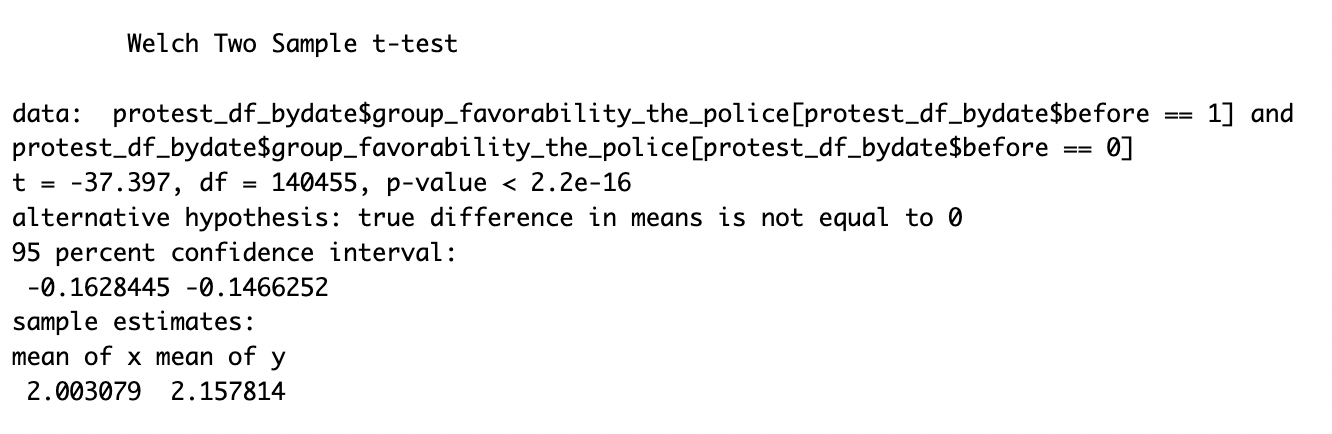 Welch Two Sample t-test
data:  protest_df_bydate$group_favorability_the_police[protest_df_bydate$before == 1] and
protest_df_bydate$group_favorability_the_police[protest_df_bydate$before == 0]
t = -37.397, df = 140455, p-value < 2.2e-16
alternative hypothesis: true difference in means is not equal to 0
95 percent confidence interval:
-0.1628445 -0.1466252
sample estimates:
mean of x mean of y
2.003079  2.157814